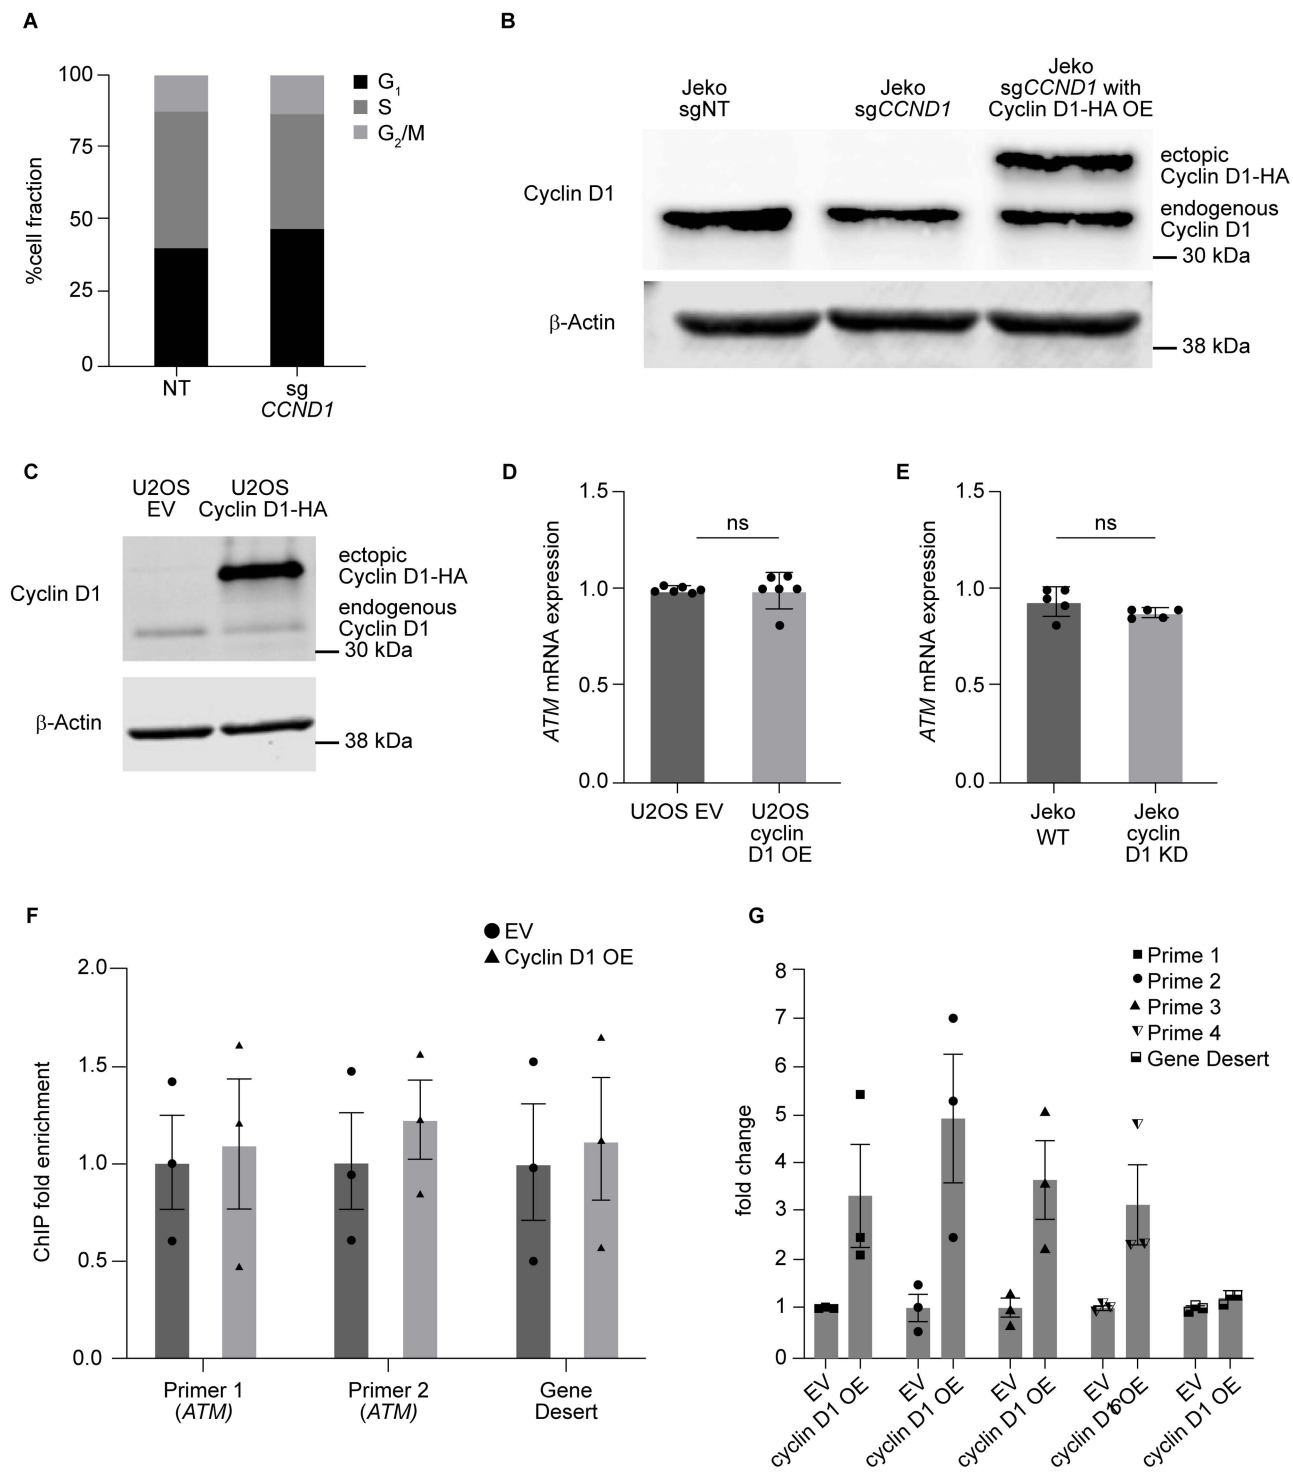 A
100
75
50
25
0
%cell fraction
G1
S
G2/M
NT
sg
CCND1
B
Jeko
sgNT
Jeko
sgCCND1
Jeko
sgCCND1 with
Cyclin D1-HA OE
Cyclin D1
ectopic
Cyclin D1-HA
endogenous
Cyclin D1
30 kDa
β-Actin
38 kDa
C
U2OS
EV
U2OS
Cyclin D1-HA
Cyclin D1
ectopic
Cyclin D1-HA
endogenous
Cyclin D1
30 kDa
β-Actin
38 kDa
D
1.5
1.0
0.5
0.0
ATM mRNA expression
ns
U2OS EV
U2OS
cyclin
D1 OE
E
1.5
1.0
0.5
0.0
ATM mRNA expression
ns
Jeko
WT
Jeko
cyclin
D1 KD
F
EV
Cyclin D1 OE
2.0
1.5
1.0
0.5
0.0
ChIP fold enrichment
Primer 1
(ATM)
Primer 2
(ATM)
Gene
Desert
G
Prime 1
Prime 2
Prime 3
Prime 4
Gene Desert
8
7
6
5
4
3
2
1
0
fold change
EV
cyclin D1 OE
EV
cyclin D1 OE
EV
cyclin D1 OE
EV
cyclin D1 OE
EV
cyclin D1 OE